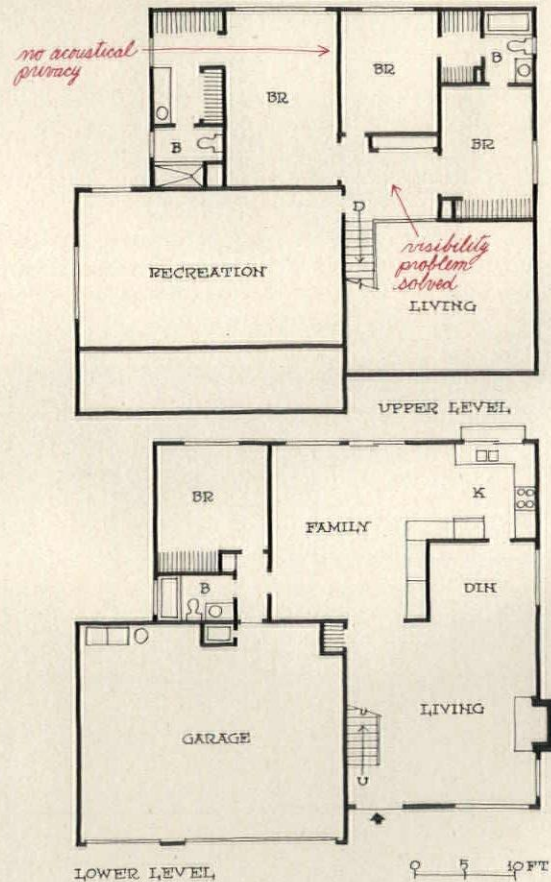 no acoustical
privacy
BR
BR
B
B
BR
D
RECREATION
visibility
problem
solved
LIVING
UPPER LEVEL
BR
K
FAMILY
B
DIN
LIVING
GARAGE
U
U
LOWER LEVEL
0 5 10 FT